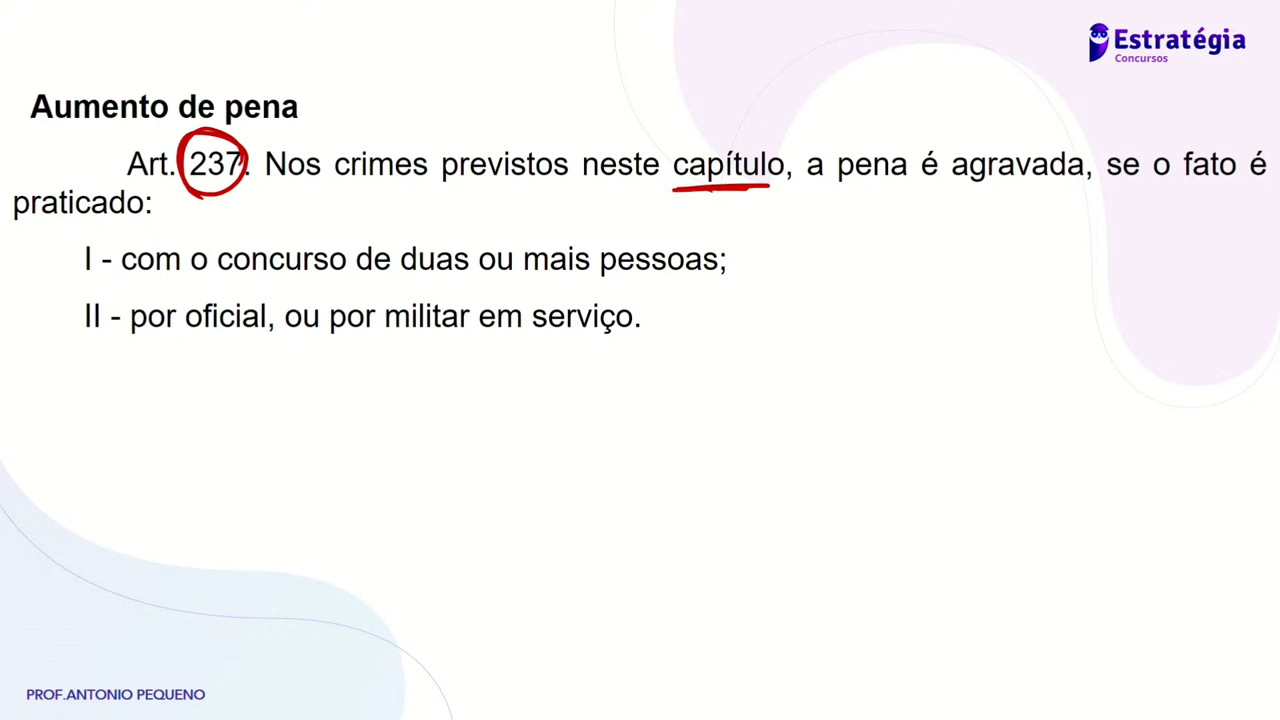 Estratégia
Concursos
Aumento de pena
Art. 237. Nos crimes previstos neste capítulo, a pena é agravada, se o fato é
praticado:
I - com o concurso de duas ou mais pessoas;
II - por oficial, ou por militar em serviço.
PROF.ANTONIO PEQUENO